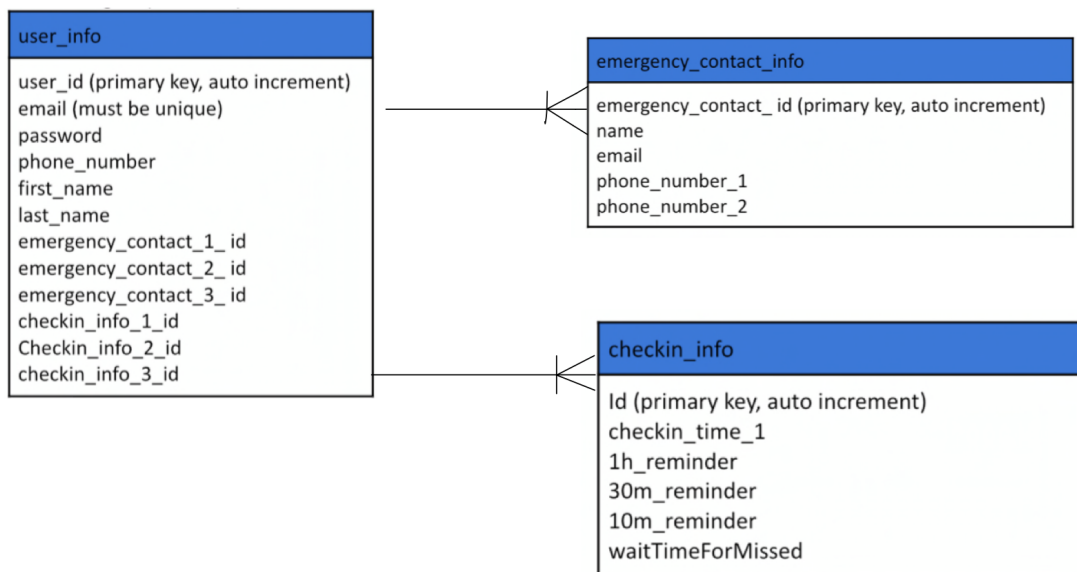 user_info
user_id (primary key, auto increment)
email (must be unique)
password
phone_number
first_name
last_name
emergency_contact_1_ id
emergency_contact_2_ id
emergency_contact_3_ id
checkin_info_1_id
Checkin_info_2_id
checkin_info_3_id
emergency_contact_info
emergency_contact_ id (primary key, auto increment)
name
email
phone_number_1
phone_number_2
checkin_info
Id (primary key, auto increment)
checkin_time_1
1h_reminder
30m_reminder
10m_reminder
waitTimeForMissed